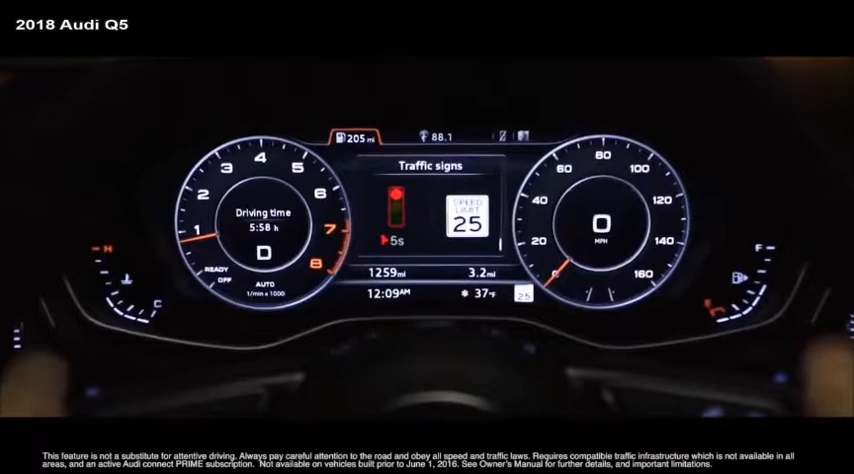 2018 Audi Q5
205 mi
88.1
Traffic signs
SPEED
LIMIT
25
5s
1259mi 3.2mi
12:09AM 37°F 25
1 2 3 4 5 6 7 8
Driving time
5:58 h
D
READY
OFF
AUTO
1/min x 1000
0 20 40 60 80 100 120 140 160
0
MPH
H
C
F
This feature is not a substitute for attentive driving. Always pay careful attention to the road and obey all speed and traffic laws. Requires compatible traffic infrastructure which is not available in all
areas, and an active Audi connect PRIME subscription. Not available on vehicles built prior to June 1, 2016. See Owner's Manual for further details, and important limitations.